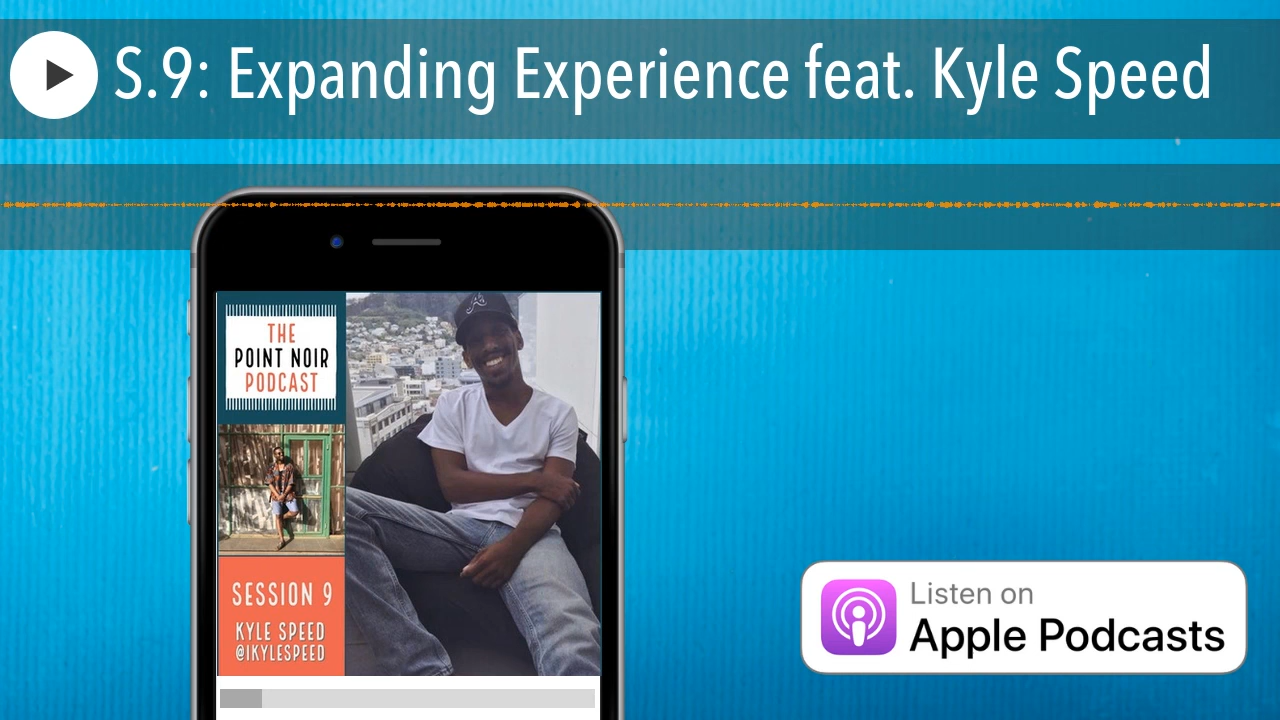 S.9: Expanding Experience feat. Kyle Speed
THE
POINT NOIR
PODCAST
SESSION 9
KYLE SPEED
@IKYLESPEED
Listen on
Apple Podcasts